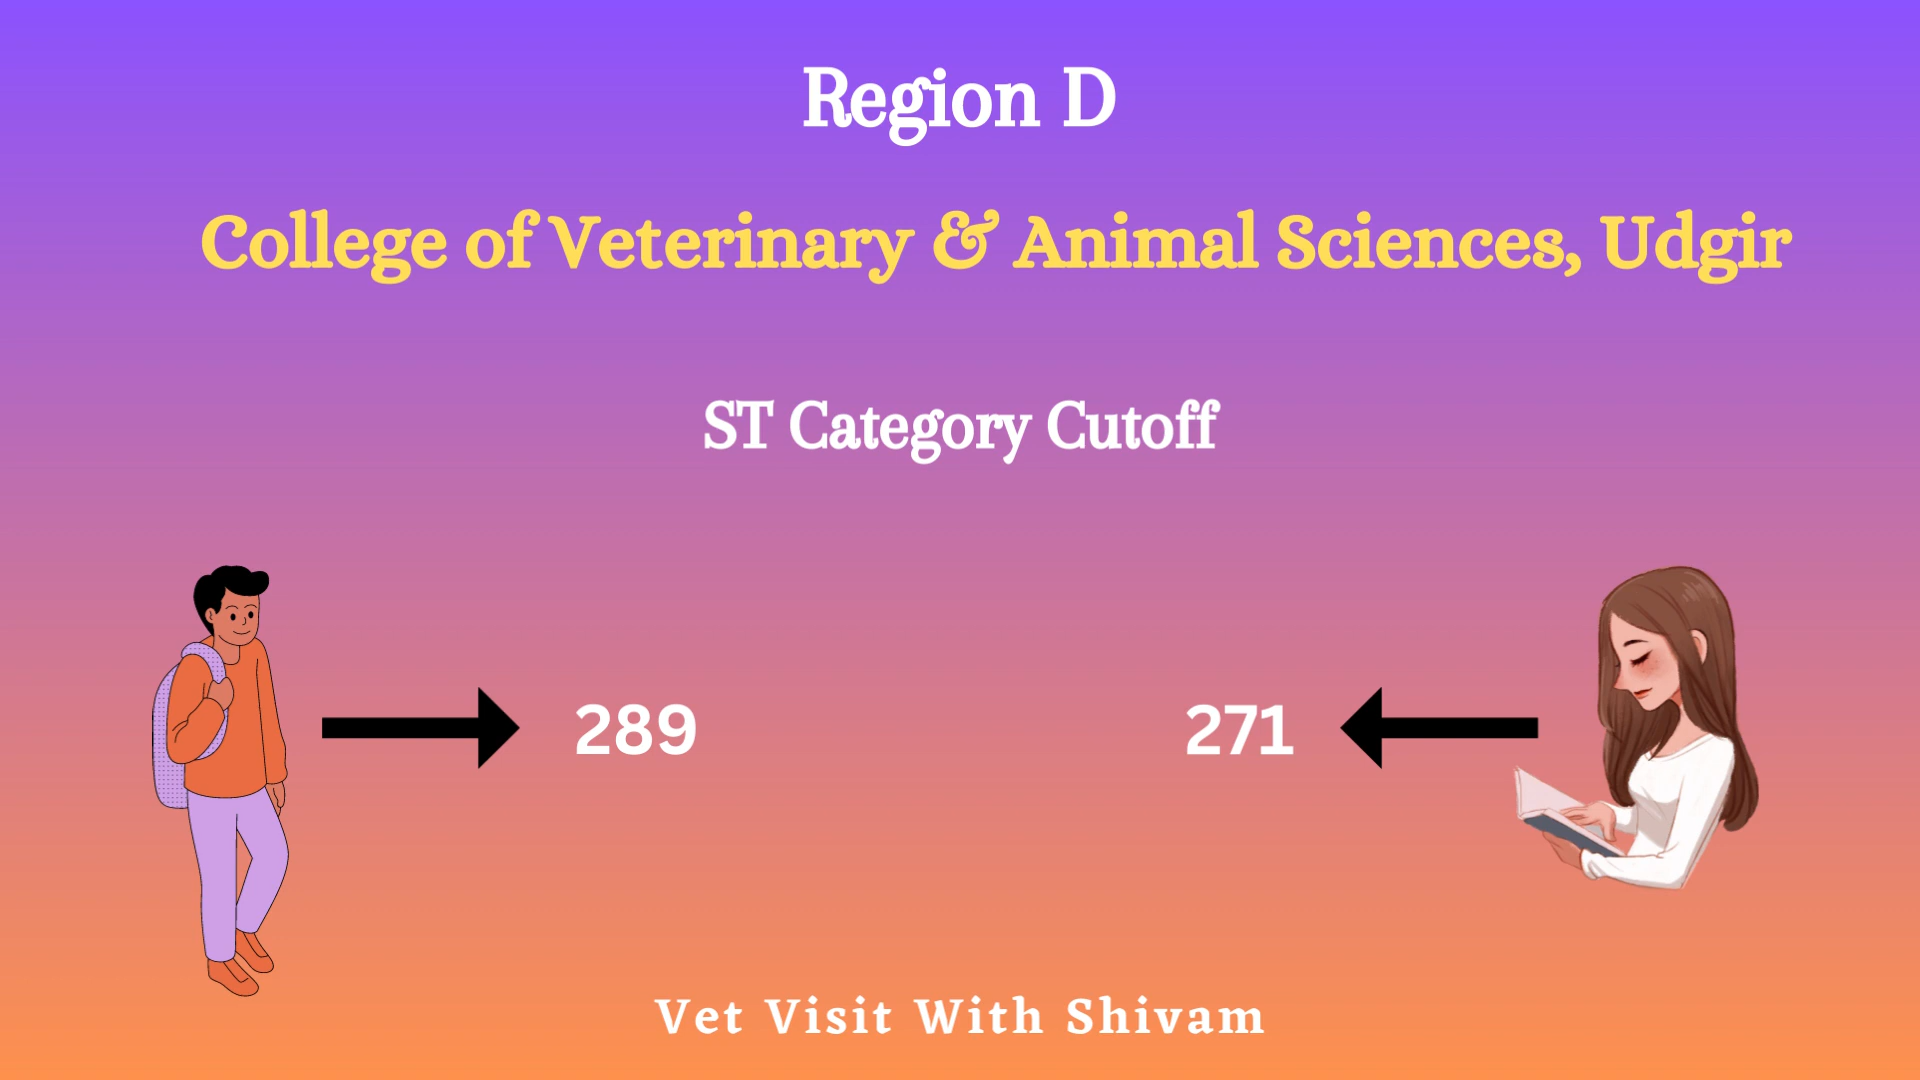 Region D
College of Veterinary & Animal Sciences, Udgir
ST Category Cutoff
289
271
Vet Visit With Shivam